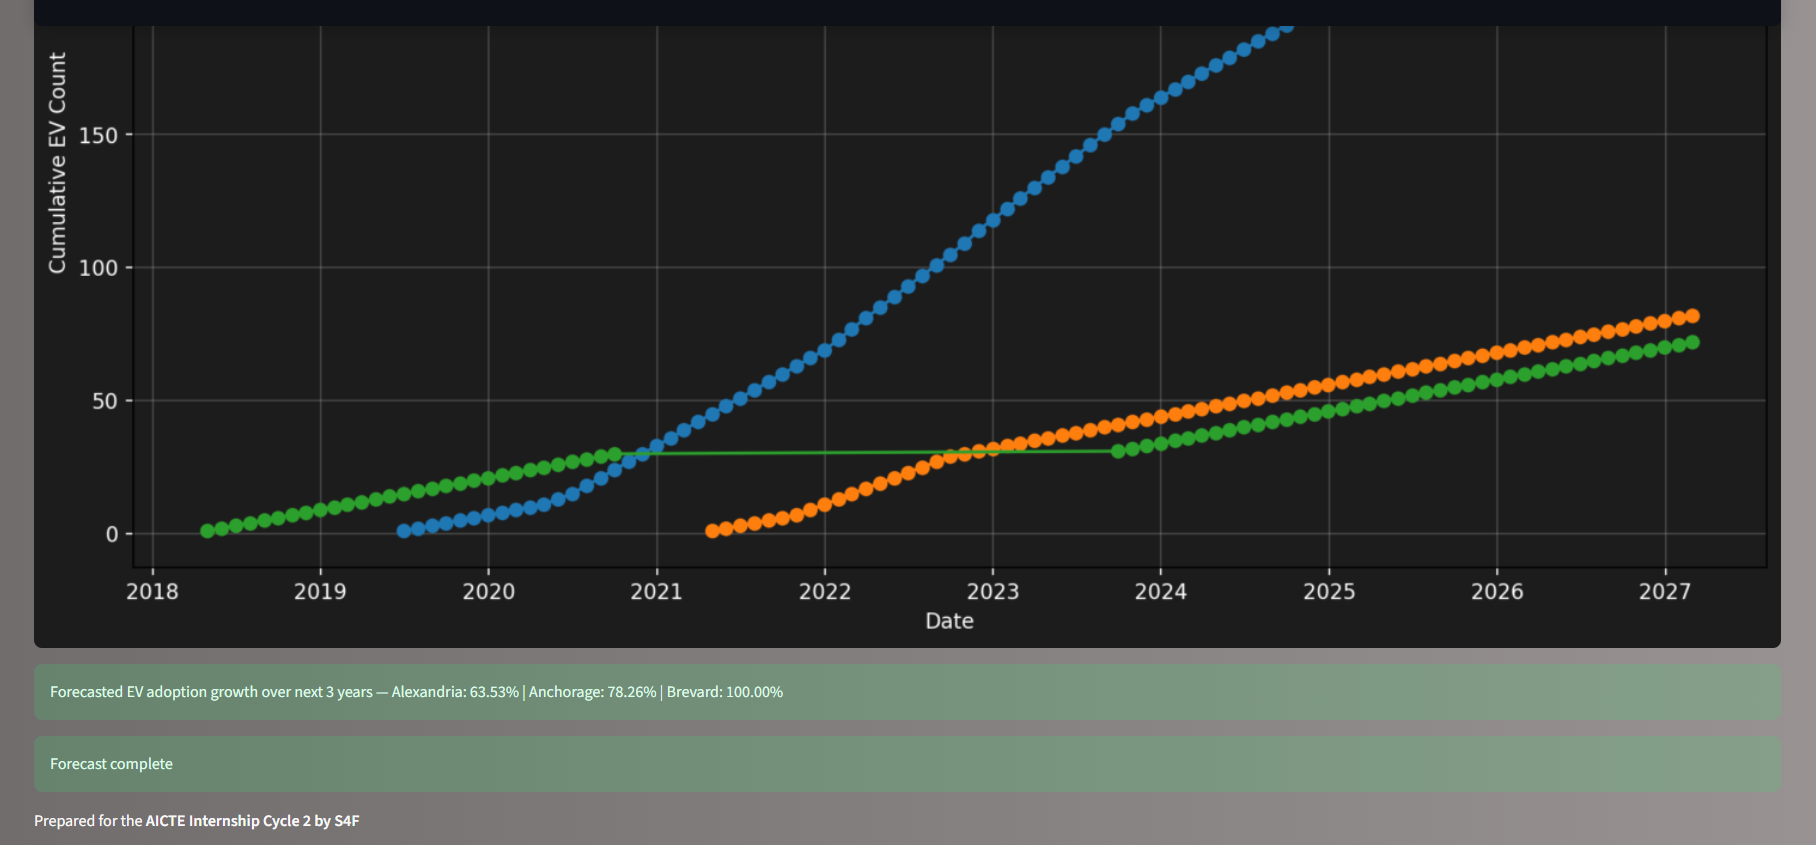 Cumulative EV Count
150
100
50
0
2018 2019 2020 2021 2022 2023 2024 2025 2026 2027
Date
Forecasted EV adoption growth over next 3 years — Alexandria: 63.53% | Anchorage: 78.26% | Brevard: 100.00%
Forecast complete
Prepared for the AICTE Internship Cycle 2 by S4F